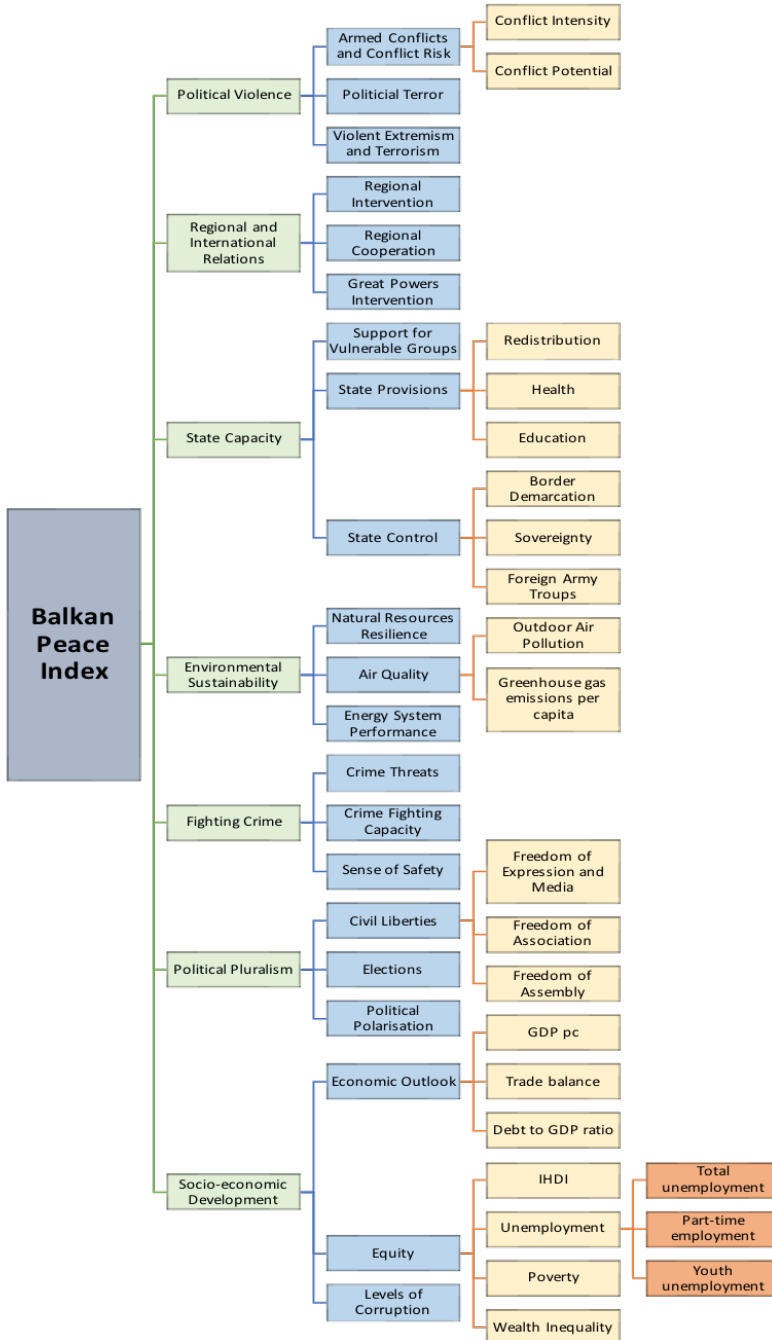 Balkan
Peace
Index
Political Violence
Armed Conflicts
and Conflict Risk
Conflict Intensity
Conflict Potential
Politicial Terror
Violent Extremism
and Terrorism
Regional and
International
Relations
Regional
Intervention
Regional
Cooperation
Great Powers
Intervention
State Capacity
Support for
Vulnerable Groups
State Provisions
Redistribution
Health
Education
State Control
Border
Demarcation
Sovereignty
Foreign Army
Troups
Environmental
Sustainability
Natural Resources
Resilience
Air Quality
Outdoor Air
Pollution
Greenhouse gas
emissions per
capita
Energy System
Performance
Fighting Crime
Crime Threats
Crime Fighting
Capacity
Sense of Safety
Political Pluralism
Civil Liberties
Freedom of
Expression and
Media
Freedom of
Association
Freedom of
Assembly
Elections
Political
Polarisation
Socio-economic
Development
Economic Outlook
GDP pc
Trade balance
Debt to GDP ratio
Equity
IHDI
Unemployment
Total
unemployment
Part-time
employment
Youth
unemployment
Poverty
Wealth Inequality
Levels of
Corruption